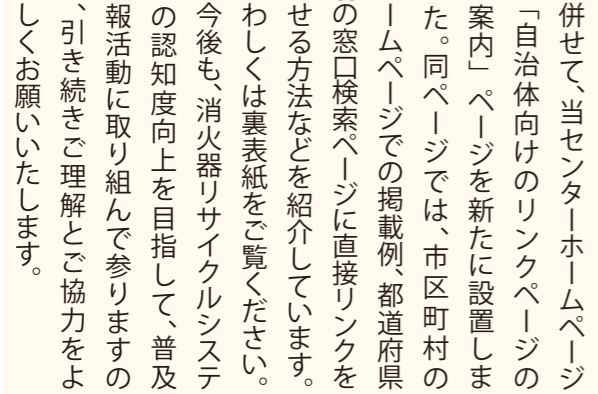 併せて、当センターホームページ
「自治体向けのリンクページの
案内」ページを新たに設置しま
た。同ページでは、市区町村の
ームページでの掲載例、都道府県
の窓口検索ページに直接リンクを
せる方法などを紹介しています。
わしくは裏表紙をご覧ください。
今後も、消火器リサイクルシステ
の認知度向上を目指して、普及
報活動に取り組んで参りますの
、引き続きご理解とご協力をよ
しくお願いいたします。